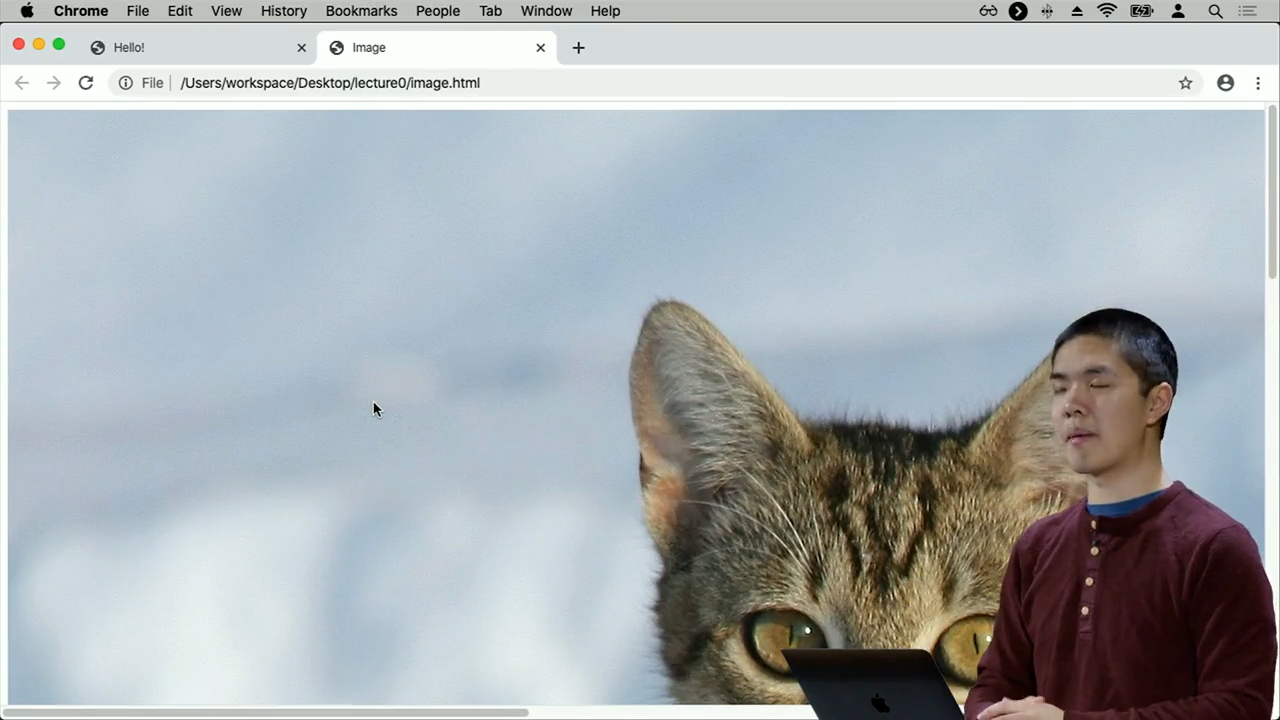 Chrome File Edit View History Bookmarks People Tab Window Help
Hello! Image
File /Users/workspace/Desktop/lecture0/image.html